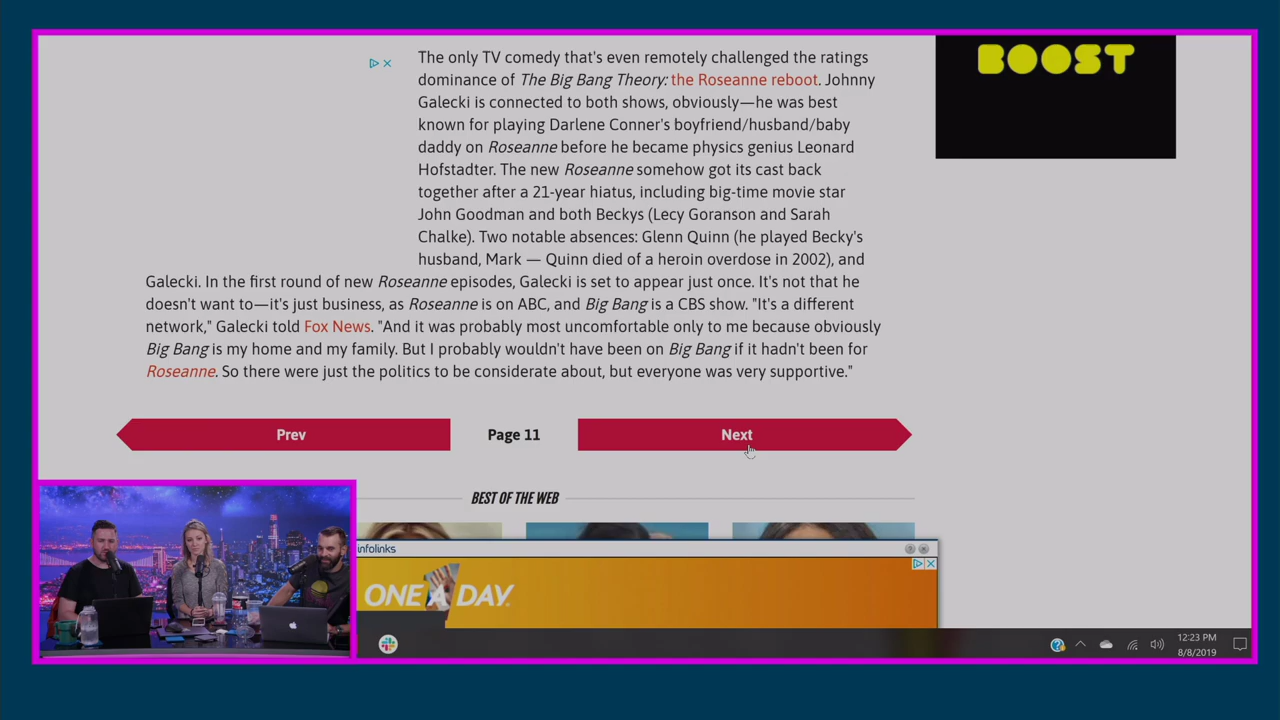 The only TV comedy that's even remotely challenged the ratings
dominance of The Big Bang Theory: the Roseanne reboot. Johnny
Galecki is connected to both shows, obviously—he was best
known for playing Darlene Conner's boyfriend/husband/baby
daddy on Roseanne before he became physics genius Leonard
Hofstadter. The new Roseanne somehow got its cast back
together after a 21-year hiatus, including big-time movie star
John Goodman and both Beckys (Lecy Goranson and Sarah
Chalke). Two notable absences: Glenn Quinn (he played Becky's
husband, Mark — Quinn died of a heroin overdose in 2002), and
Galecki. In the first round of new Roseanne episodes, Galecki is set to appear just once. It's not that he
doesn't want to—it's just business, as Roseanne is on ABC, and Big Bang is a CBS show. "It's a different
network," Galecki told Fox News. "And it was probably most uncomfortable only to me because obviously
Big Bang is my home and my family. But I probably wouldn't have been on Big Bang if it hadn't been for
Roseanne. So there were just the politics to be considerate about, but everyone was very supportive."
BOOST
Prev
Page 11
Next
BEST OF THE WEB
infolinks
ONE A DAY
12:23 PM
8/8/2019